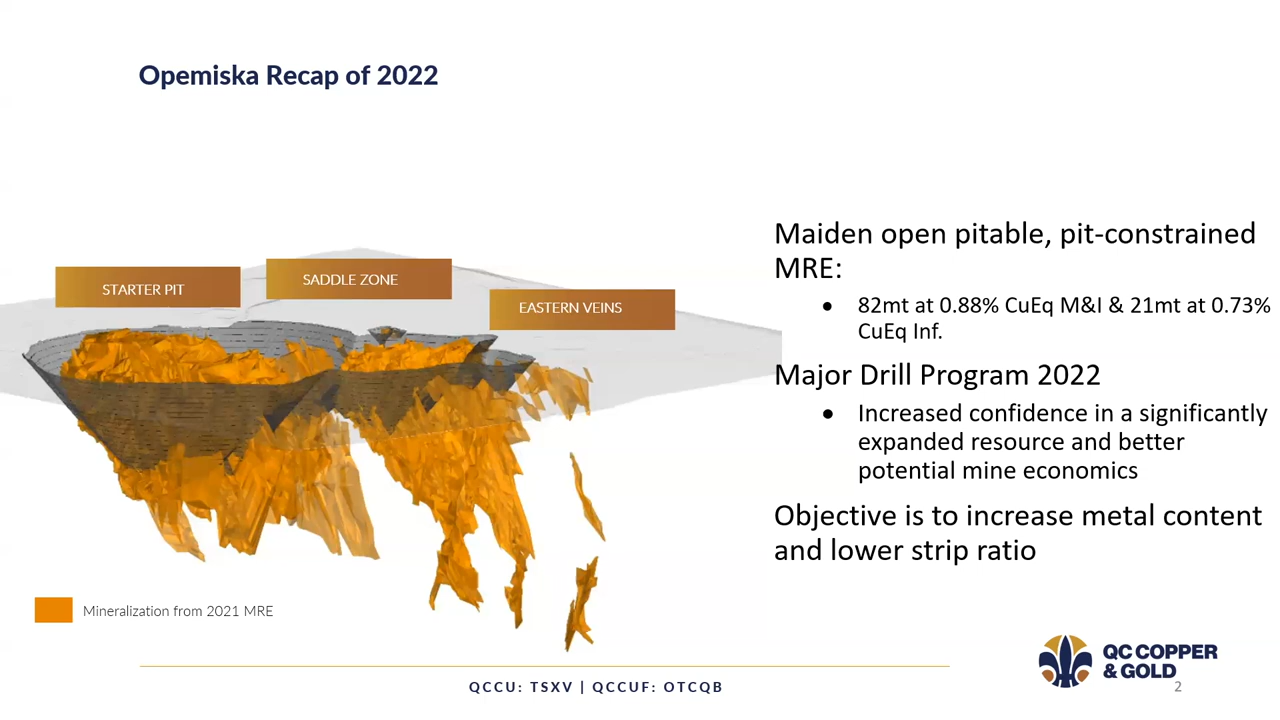 Opemiska Recap of 2022
STARTER PIT
SADDLE ZONE
EASTERN VEINS
Mineralization from 2021 MRE
Maiden open pitable, pit-constrained
MRE:
• 82mt at 0.88% CuEq M&I & 21mt at 0.73%
CuEq Inf.
Major Drill Program 2022
• Increased confidence in a significantly
expanded resource and better
potential mine economics
Objective is to increase metal content
and lower strip ratio
QCCU: TSXV | QCCUF: OTCQB
QC COPPER
& GOLD
2